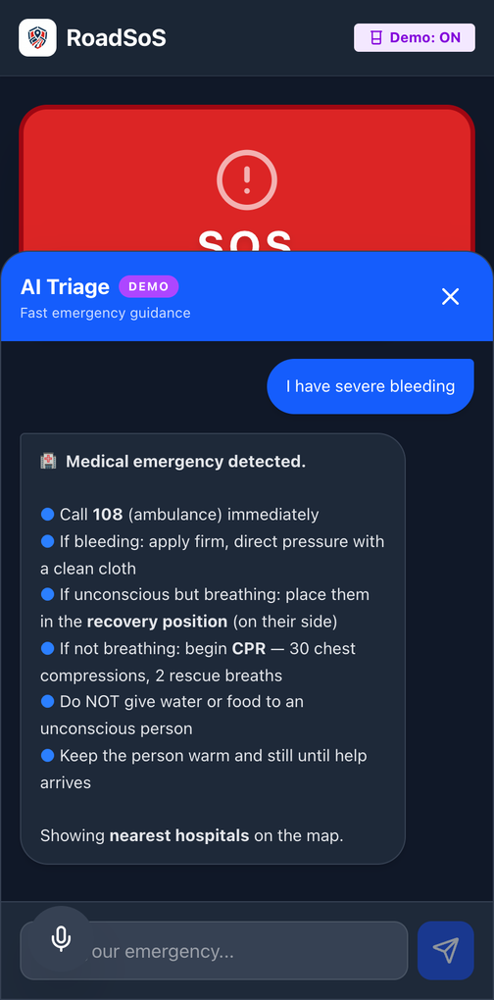 RoadSoS
Demo: ON
SOS
AI Triage
DEMO
Fast emergency guidance
I have severe bleeding
🏥 Medical emergency detected.
🔵 Call 108 (ambulance) immediately
🔵 If bleeding: apply firm, direct pressure with
a clean cloth
🔵 If unconscious but breathing: place them
in the recovery position (on their side)
🔵 If not breathing: begin CPR — 30 chest
compressions, 2 rescue breaths
🔵 Do NOT give water or food to an
unconscious person
🔵 Keep the person warm and still until help
arrives
Showing nearest hospitals on the map.
our emergency...